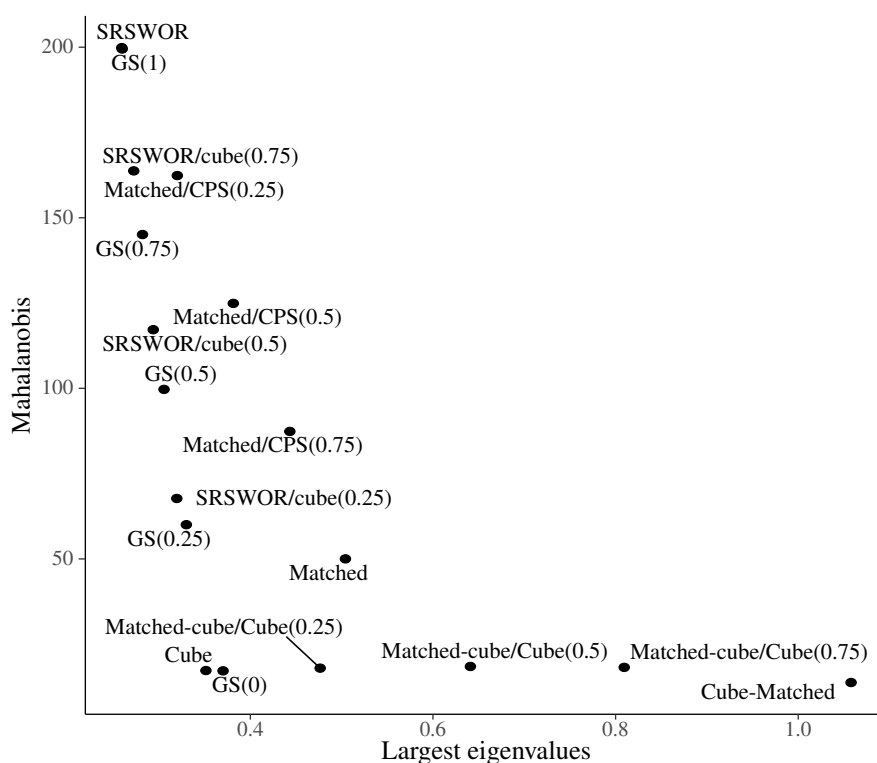 SRSWOR
200
GS(1)
SRSWOR/cube(0.75)
Matched/CPS(0.25)
150
GS(0.75)
Matched/CPS(0.5)
SRSWOR/cube(0.5)
GS(0.5)
100
Mahalanobis
Matched/CPS(0.75)
SRSWOR/cube(0.25)
GS(0.25)
50
Matched
Matched-cube/Cube(0.25)
Cube
Matched-cube/Cube(0.5)
Matched-cube/Cube(0.75)
GS(0)
Cube-Matched
0.4 0.6 0.8 1.0
Largest eigenvalues